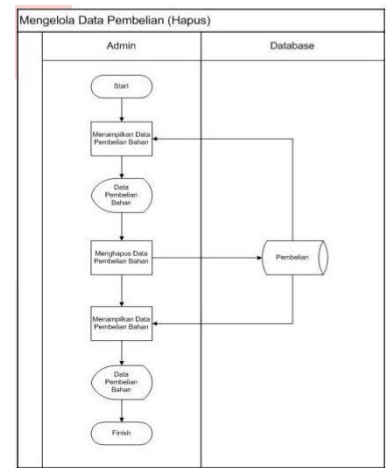 Mengelola Data Pembelian (Hapus)
Admin
Database
Start
Menampilkan Data
Pembelian Bahan
Data
Pembelian
Bahan
Menghapus Data
Pembelian Bahan
Pembelian
Menampilkan Data
Pembelian Bahan
Data
Pembelian
Bahan
Finish